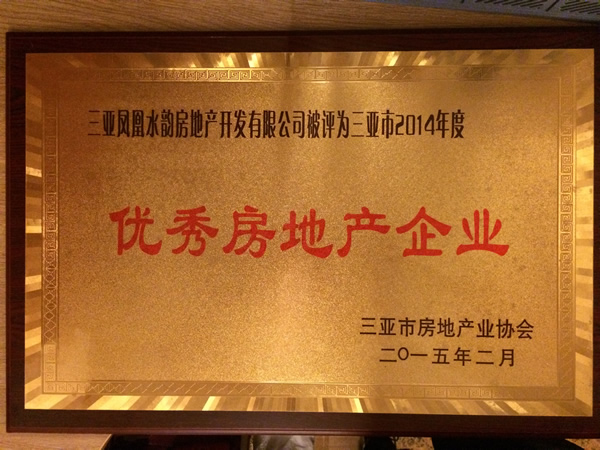 三亚凤凰水韵房地产开发有限公司被评为三亚市2014年度
优秀房地产企业
三亚市房地产业协会
二〇一五年二月